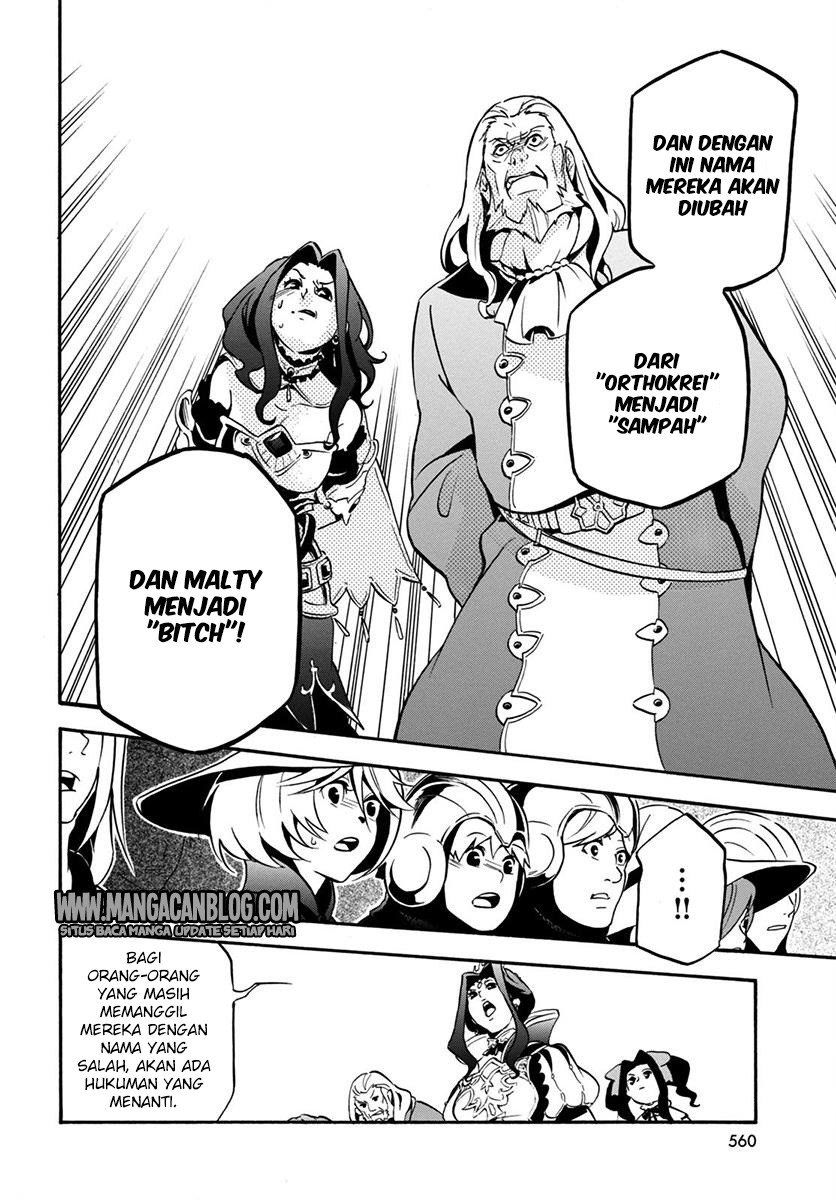 DAN DENGAN
INI NAMA
MEREKA AKAN
DIUBAH
DARI
"ORTHOKREI"
MENJADI
"SAMPAH"
DAN MALTY
MENJADI
"BITCH"!
...!!
WWW.MANGACANBLOG.COM
SITUS BACA MANGA UPDATE SETIAP HARI
BAGI
ORANG-ORANG
YANG MASIH
MEMANGGIL
MEREKA DENGAN
NAMA YANG
SALAH, AKAN ADA
HUKUMAN YANG
MENANTI.
560